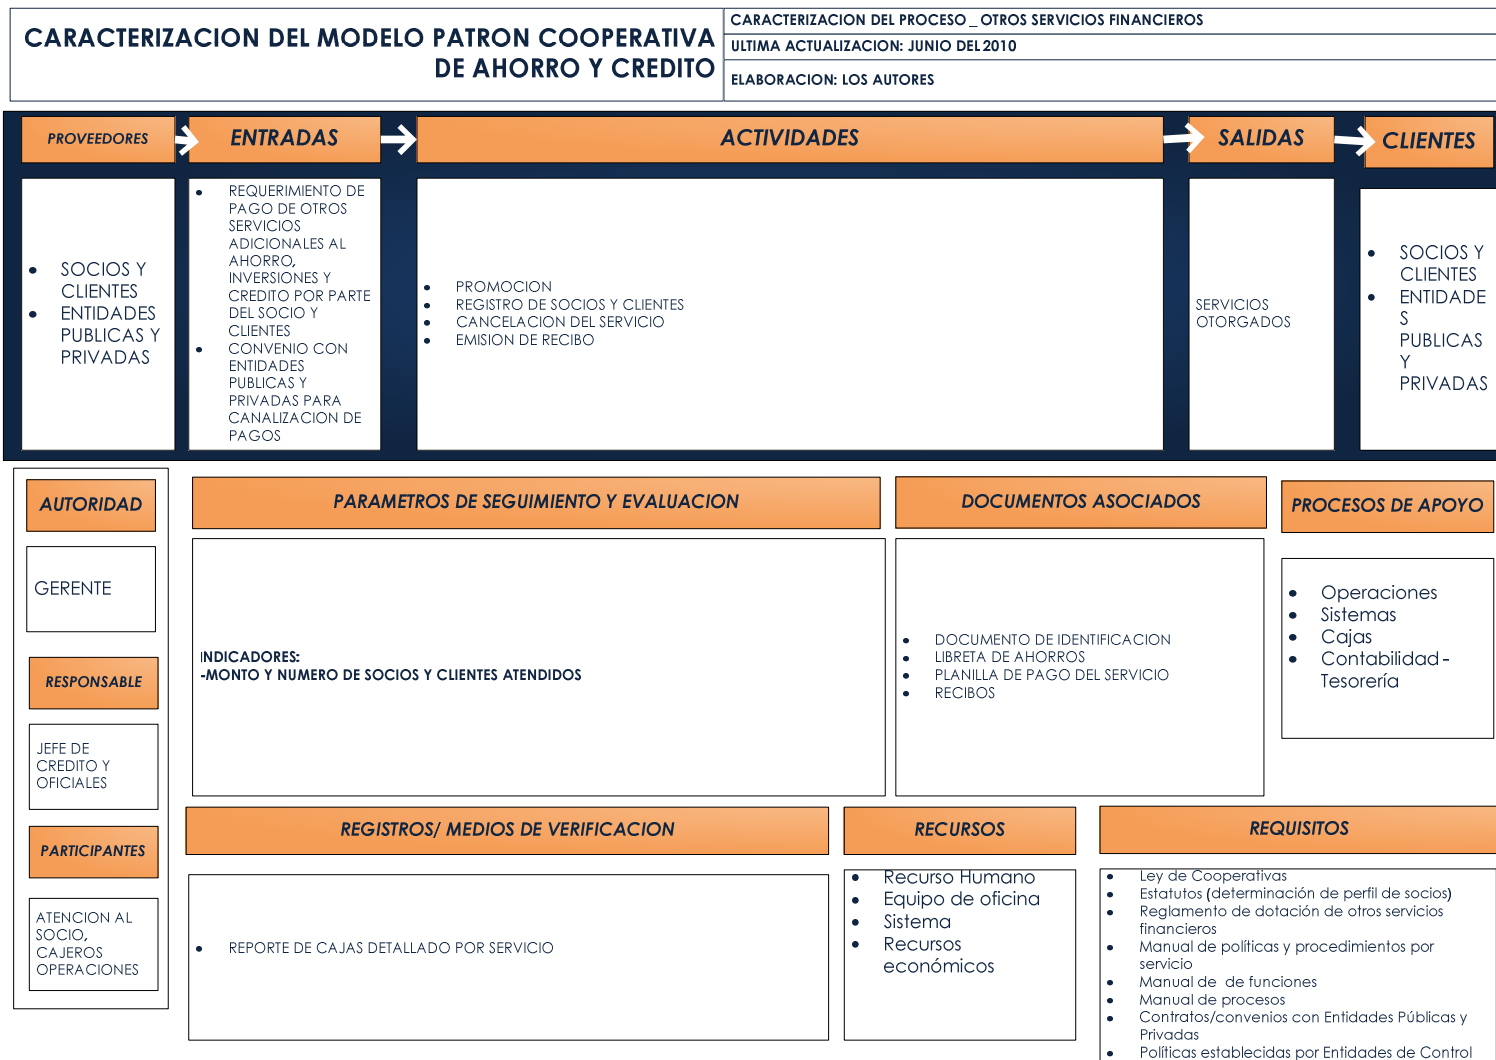 CARACTERIZACION DEL MODELO PATRON COOPERATIVA
DE AHORRO Y CREDITO
CARACTERIZACION DEL PROCESO _ OTROS SERVICIOS FINANCIEROS
ULTIMA ACTUALIZACION: JUNIO DEL 2010
ELABORACION: LOS AUTORES
PROVEEDORES
ENTRADAS
ACTIVIDADES
SALIDAS
CLIENTES
• SOCIOS Y
CLIENTES
• ENTIDADES
PUBLICAS Y
PRIVADAS
• REQUERIMIENTO DE
PAGO DE OTROS
SERVICIOS
ADICIONALES AL
AHORRO,
INVERSIONES Y
CREDITO POR PARTE
DEL SOCIO Y
CLIENTES
• CONVENIO CON
ENTIDADES
PUBLICAS Y
PRIVADAS PARA
CANALIZACION DE
PAGOS
• PROMOCION
• REGISTRO DE SOCIOS Y CLIENTES
• CANCELACION DEL SERVICIO
• EMISION DE RECIBO
SERVICIOS
OTORGADOS
• SOCIOS Y
CLIENTES
• ENTIDADE
S
PUBLICAS
Y
PRIVADAS
AUTORIDAD
GERENTE
RESPONSABLE
JEFE DE
CREDITO Y
OFICIALES
PARTICIPANTES
ATENCION AL
SOCIO,
CAJEROS
OPERACIONES
PARAMETROS DE SEGUIMIENTO Y EVALUACION
INDICADORES:
-MONTO Y NUMERO DE SOCIOS Y CLIENTES ATENDIDOS
DOCUMENTOS ASOCIADOS
• DOCUMENTO DE IDENTIFICACION
• LIBRETA DE AHORROS
• PLANILLA DE PAGO DEL SERVICIO
• RECIBOS
PROCESOS DE APOYO
• Operaciones
• Sistemas
• Cajas
• Contabilidad -
Tesorería
REGISTROS/ MEDIOS DE VERIFICACION
• REPORTE DE CAJAS DETALLADO POR SERVICIO
RECURSOS
• Recurso Humano
• Equipo de oficina
• Sistema
• Recursos
económicos
REQUISITOS
• Ley de Cooperativas
• Estatutos (determinación de perfil de socios)
• Reglamento de dotación de otros servicios
financieros
• Manual de políticas y procedimientos por
servicio
• Manual de  de funciones
• Manual de procesos
• Contratos/convenios con Entidades Públicas y
Privadas
• Políticas establecidas por Entidades de Control